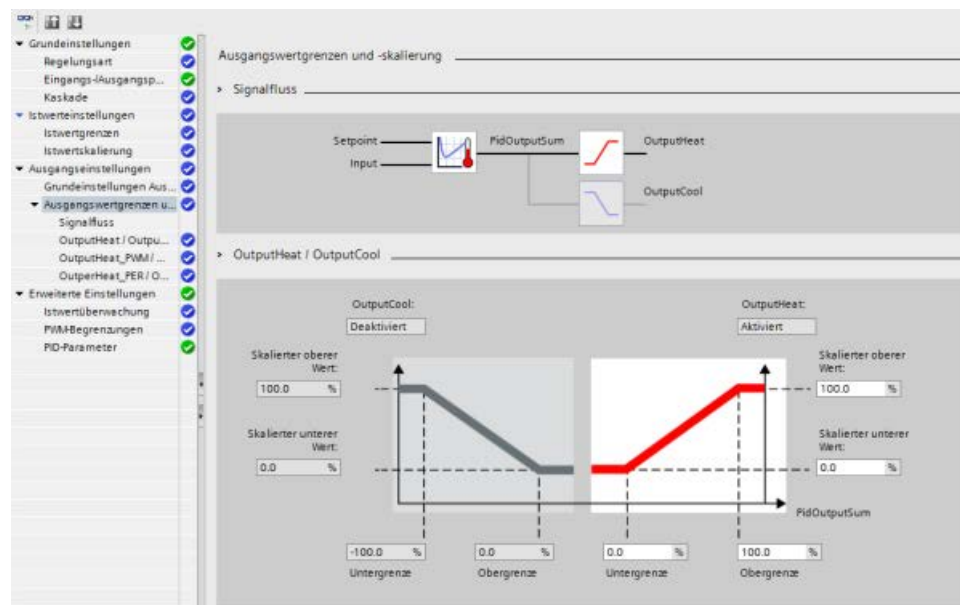 Grundeinstellungen
Regelungsart
Eingangs-/Ausgangsp...
Kaskade
Istwerteinstellungen
Istwertgrenzen
Istwertskalierung
Ausgangseinstellungen
Grundeinstellungen Aus...
Ausgangswertgrenzen u...
Signalfluss
OutputHeat / Outpu...
OutputHeat_PWM / ...
OutperHeat_PER / O...
Erweiterte Einstellungen
Istwertüberwachung
PWM-Begrenzungen
PID-Parameter
Ausgangswertgrenzen und -skalierung
Signalfluss
Setpoint
Input
PidOutputSum
OutputHeat
OutputCool
OutputHeat / OutputCool
OutputCool:
Deaktiviert
OutputHeat:
Aktiviert
Skalierter oberer
Wert:
100.0 %
Skalierter unterer
Wert:
0.0 %
Skalierter oberer
Wert:
100.0 %
Skalierter unterer
Wert:
0.0 %
PidOutputSum
-100.0 %
0.0 %
0.0 %
100.0 %
Untergrenze
Obergrenze
Untergrenze
Obergrenze